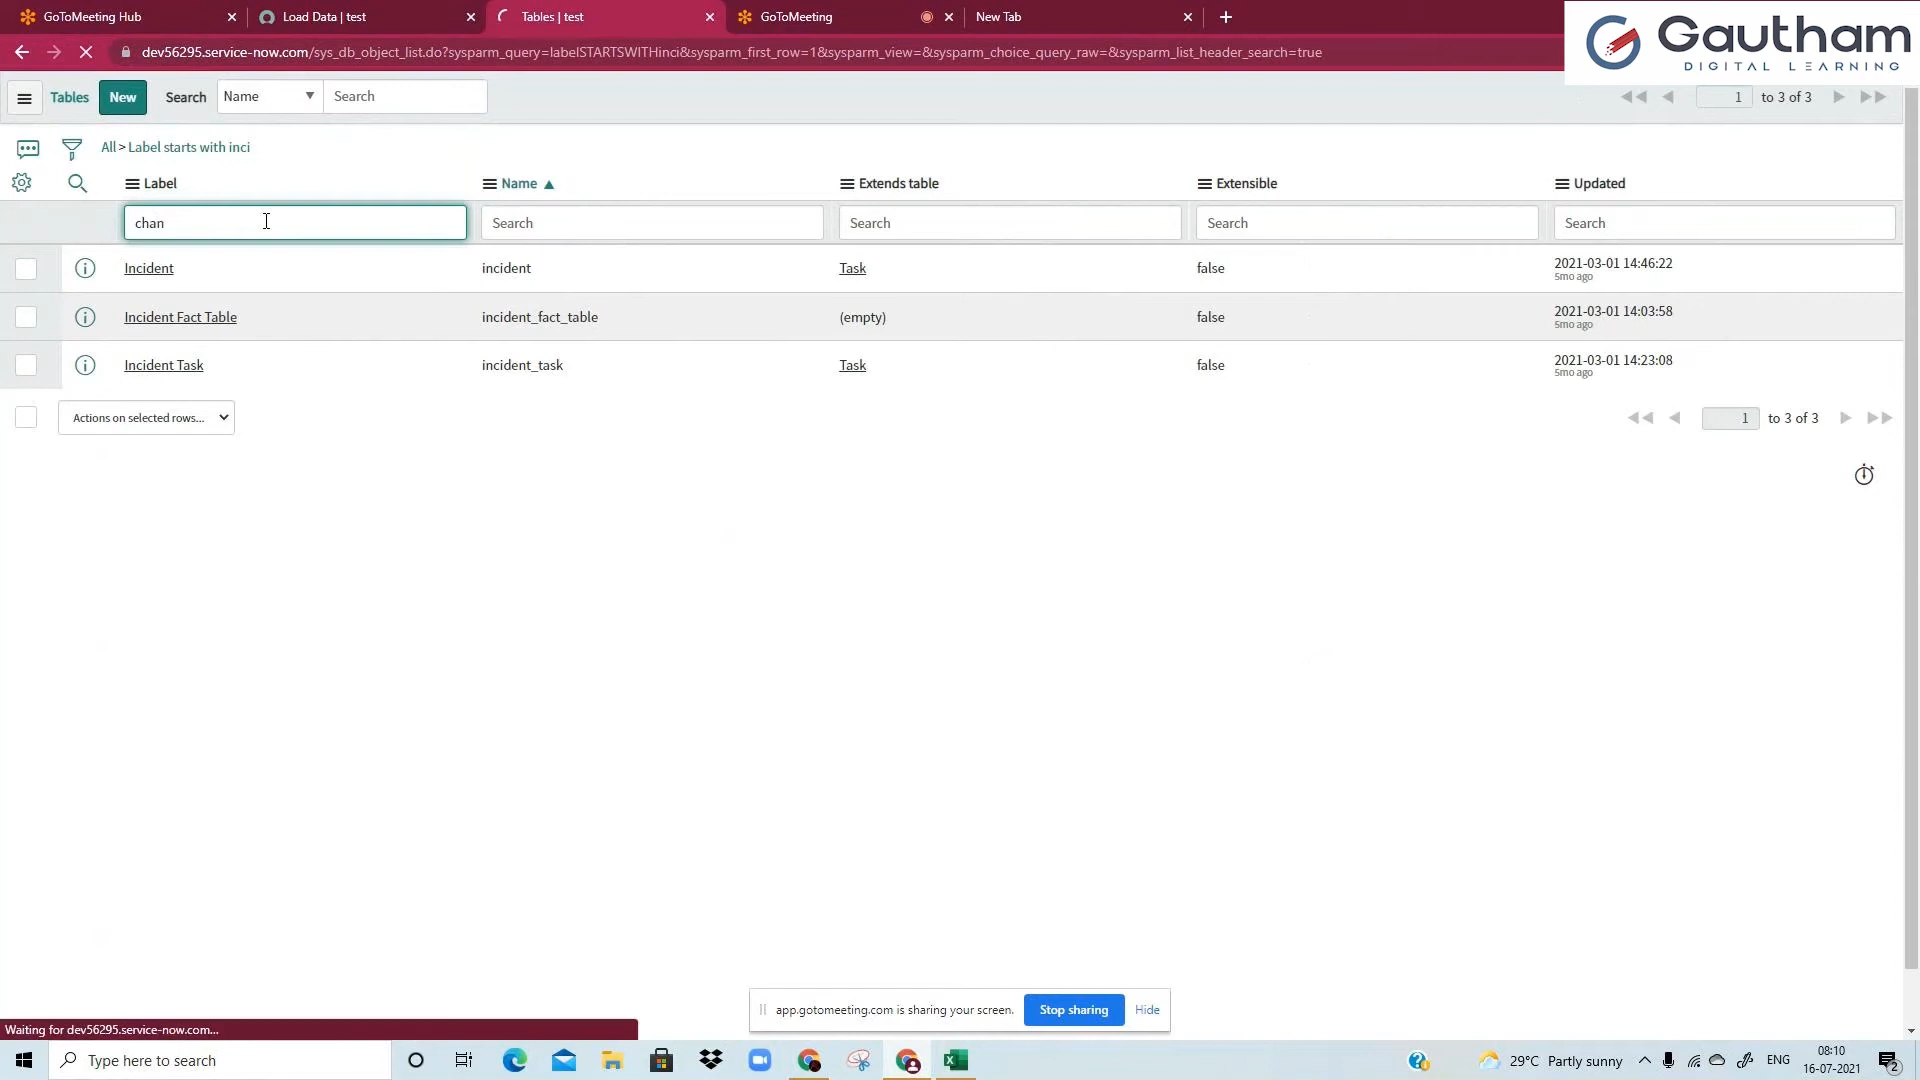 GoToMeeting Hub
Load Data | test
Tables | test
GoToMeeting
New Tab
dev56295.service-now.com/sys_db_object_list.do?sysparm_query=labelSTARTSWITHinci&sysparm_first_row=1&sysparm_view=&sysparm_choice_query_raw=&sysparm_list_header_search=true
Gautham
DIGITAL LEARNING
Tables New Search Name Search
1 to 3 of 3
All > Label starts with inci
Label Name Extends table Extensible Updated
chan Search Search Search Search
Incident incident Task false 2021-03-01 14:46:22
5mo ago
Incident Fact Table incident_fact_table (empty) false 2021-03-01 14:03:58
5mo ago
Incident Task incident_task Task false 2021-03-01 14:23:08
5mo ago
Actions on selected rows...
1 to 3 of 3
app.gotomeeting.com is sharing your screen. Stop sharing Hide
Waiting for dev56295.service-now.com...
Type here to search
29°C Partly sunny
ENG
08:10
16-07-2021
2